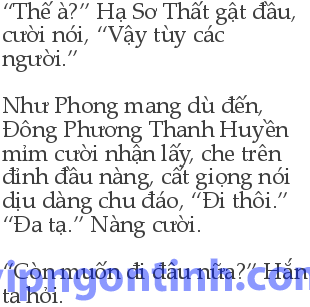 “Thế à?” Hạ Sơ Thất gật đầu,
cười nói, “Vậy tùy các
người.”
Như Phong mang dù đến,
Đông Phương Thanh Huyền
mỉm cười nhận lấy, che trên
đỉnh đầu nàng, cất giọng nói
dịu dàng chu đáo, “Đi thôi.”
“Đa tạ.” Nàng cười.
“Còn muốn đi đâu nữa?” Hắn
ta hỏi.